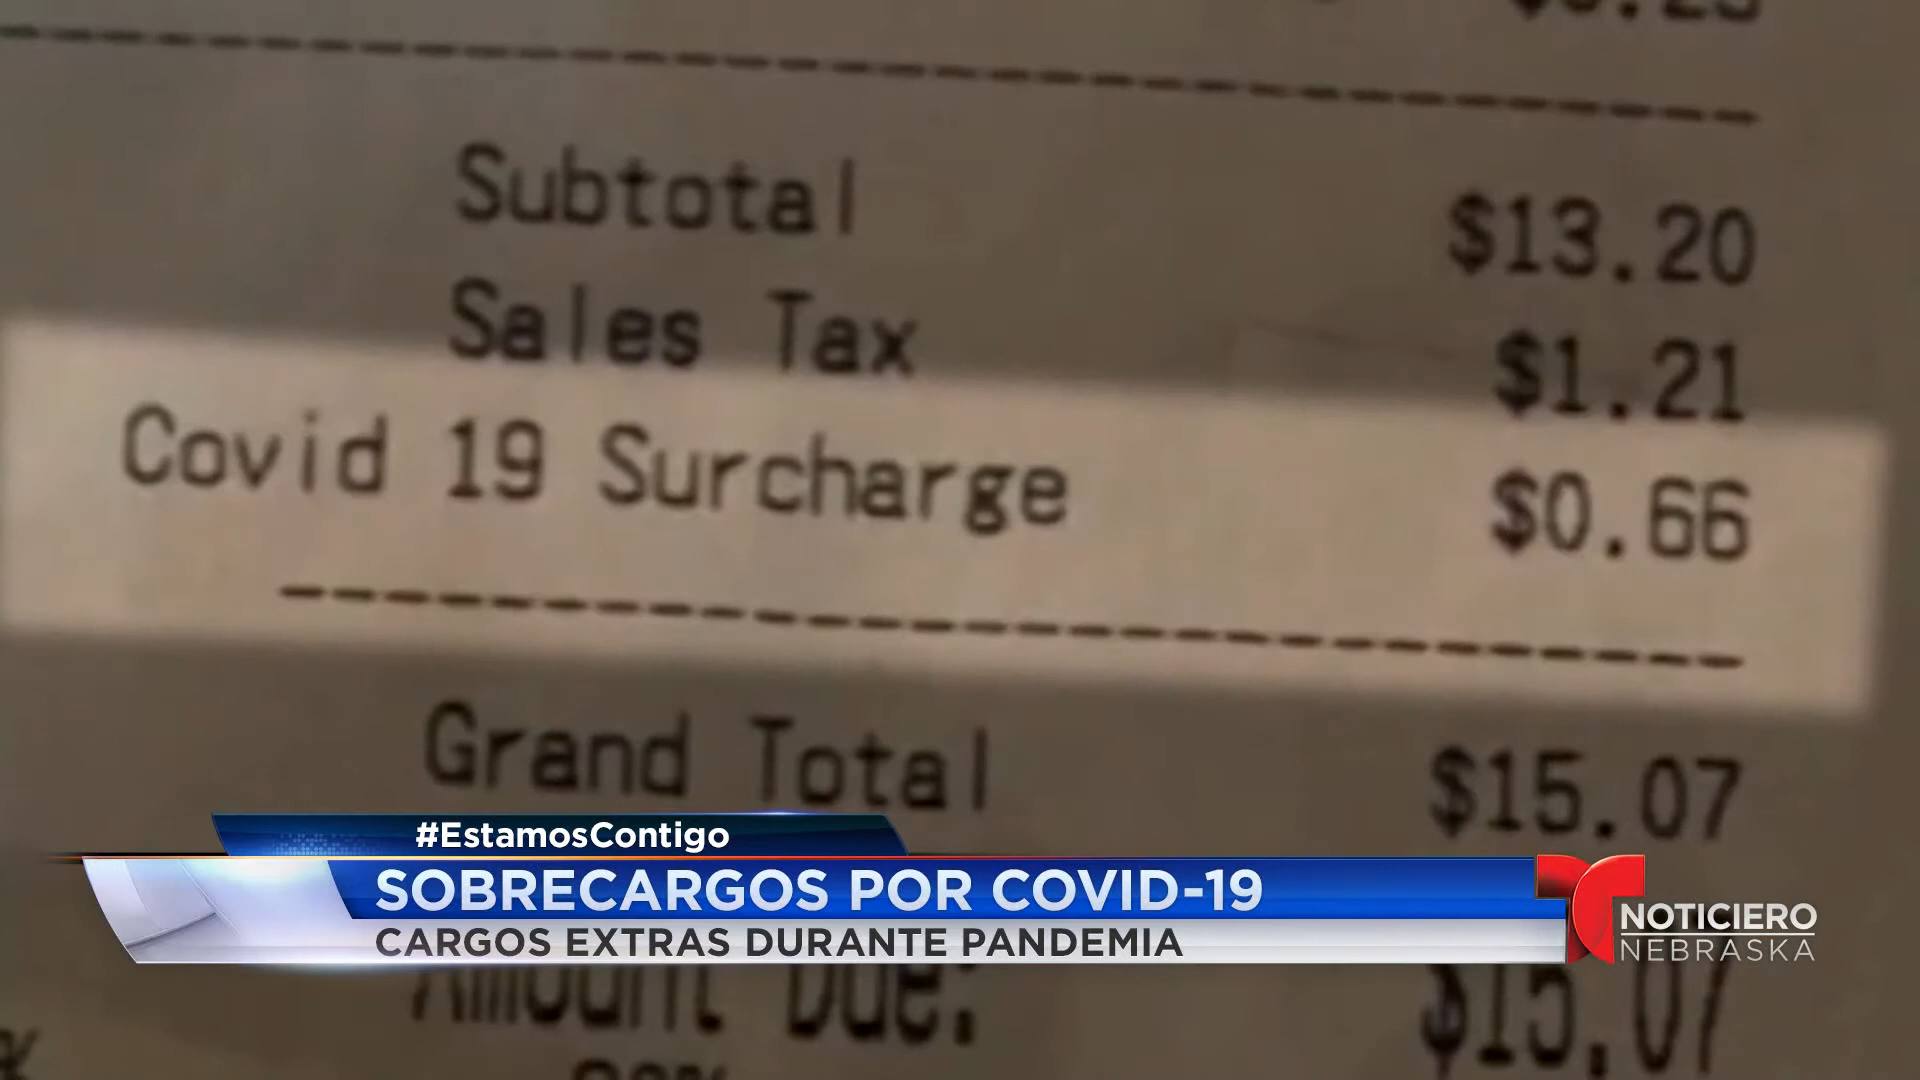 Subtotal $13.20
Sales Tax $1.21
Covid 19 Surcharge $0.66
Grand Total $15.07
#EstamosContigo
SOBRECARGOS POR COVID-19
CARGOS EXTRAS DURANTE PANDEMIA
NOTICIERO
NEBRASKA
Amount Due: $15.07